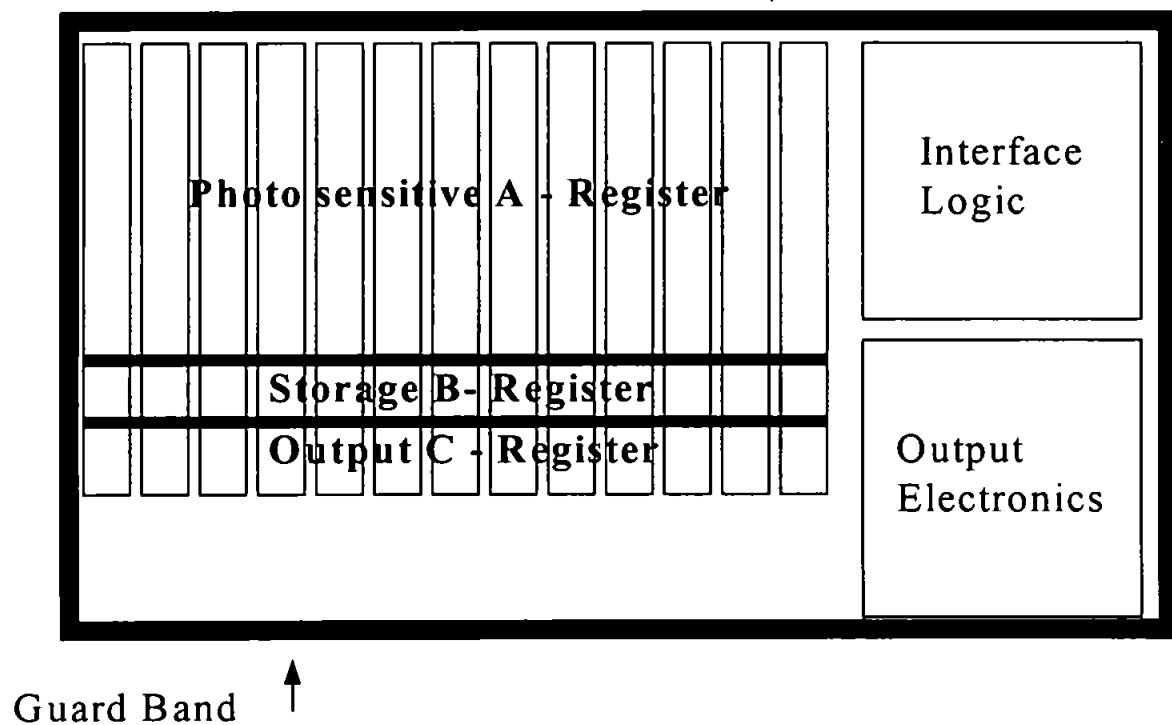 Photo sensitive A - Register
Storage B- Register
Output C - Register
Interface
Logic
Output
Electronics
Guard Band